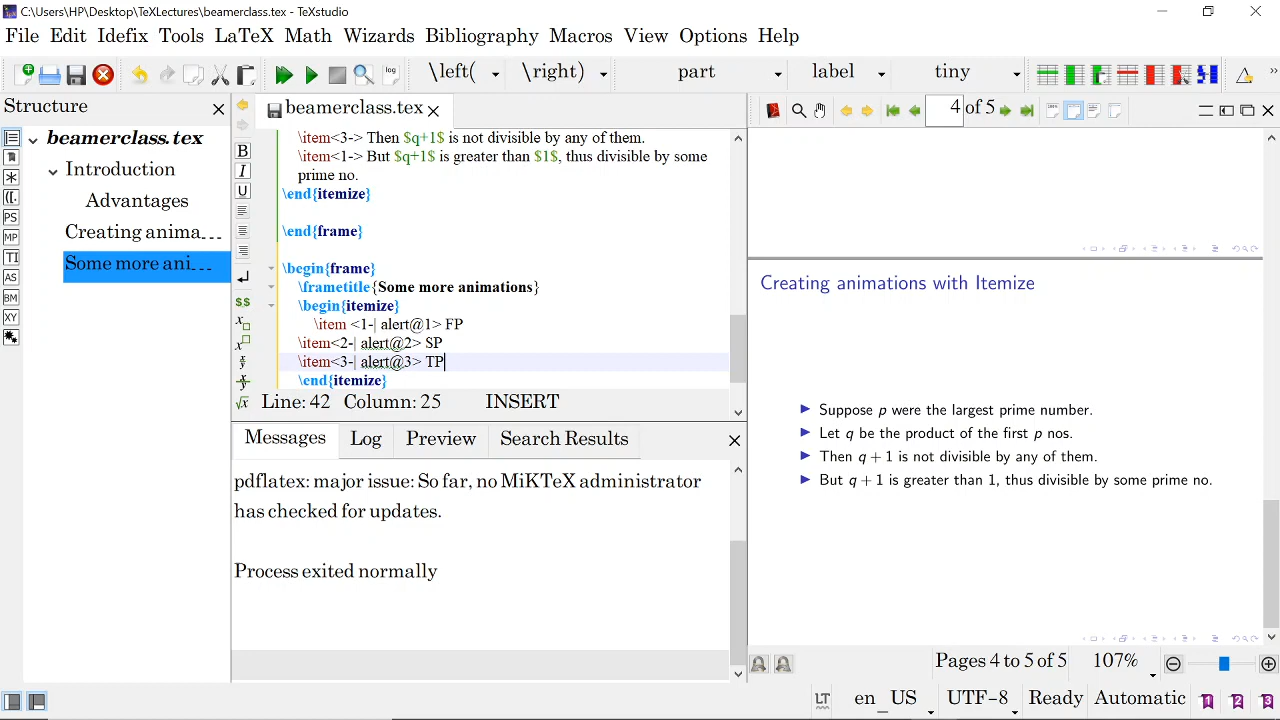 C:\Users\HP\Desktop\TeXLectures\beamerclass.tex - TeXstudio
File Edit Idefix Tools LaTeX Math Wizards Bibliography Macros View Options Help
\left( \right) part label tiny
Structure
beamerclass.tex
Introduction
Advantages
Creating anima...
Some more ani...
beamerclass.tex
\item<3-> Then $q+1$ is not divisible by any of them.
\item<1-> But $q+1$ is greater than $1$, thus divisible by some
prime no.
\end{itemize}
\end{frame}
\begin{frame}
\frametitle{Some more animations}
\begin{itemize}
\item <1-| alert@1> FP
\item<2-| alert@2> SP
\item<3-| alert@3> TP
\end{itemize}
Line: 42 Column: 25 INSERT
Messages Log Preview Search Results
pdflatex: major issue: So far, no MiKTeX administrator
has checked for updates.
Process exited normally
4 of 5
Creating animations with Itemize
Suppose p were the largest prime number.
Let q be the product of the first p nos.
Then q + 1 is not divisible by any of them.
But q + 1 is greater than 1, thus divisible by some prime no.
Pages 4 to 5 of 5 107%
LT en_US UTF-8 Ready Automatic 1 2 3